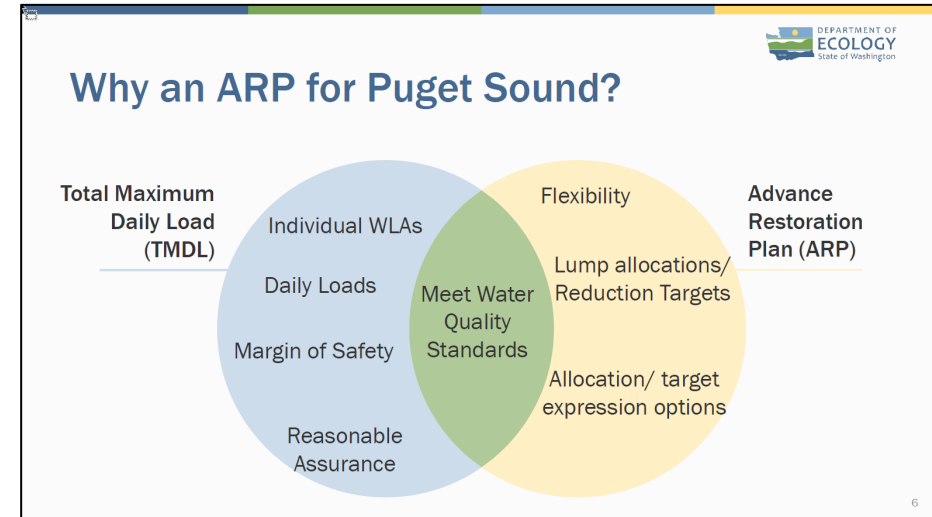 DEPARTMENT OF
ECOLOGY
State of Washington
Why an ARP for Puget Sound?
Total Maximum
Daily Load
(TMDL)
Individual WLAs
Daily Loads
Margin of Safety
Reasonable
Assurance
Meet Water
Quality
Standards
Flexibility
Lump allocations/
Reduction Targets
Allocation/ target
expression options
Advance
Restoration
Plan (ARP)
6